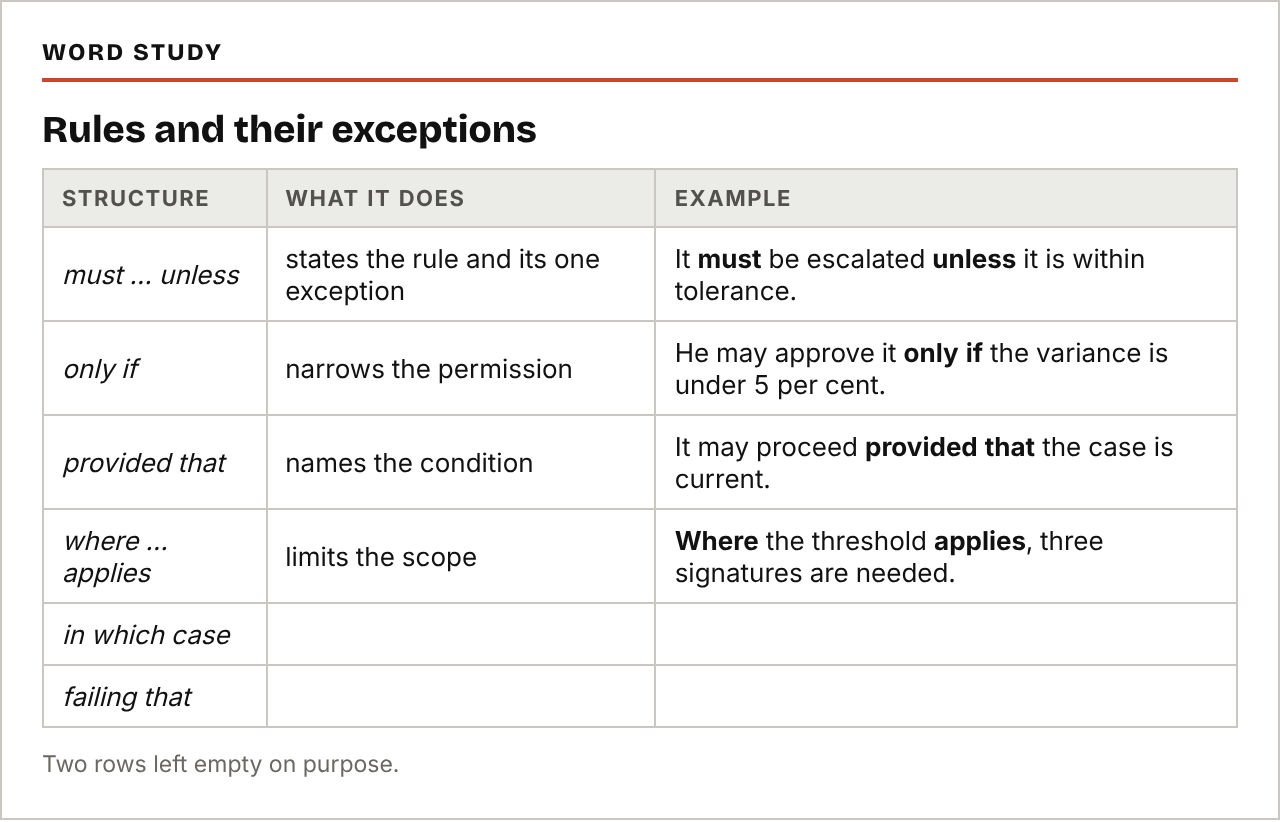 WORD STUDY
Rules and their exceptions
STRUCTURE
WHAT IT DOES
EXAMPLE
must … unless
states the rule and its one
exception
It must be escalated unless it is within
tolerance.
only if
narrows the permission
He may approve it only if the variance is
under 5 per cent.
provided that
names the condition
It may proceed provided that the case is
current.
where …
applies
limits the scope
Where the threshold applies, three
signatures are needed.
in which case
failing that
Two rows left empty on purpose.